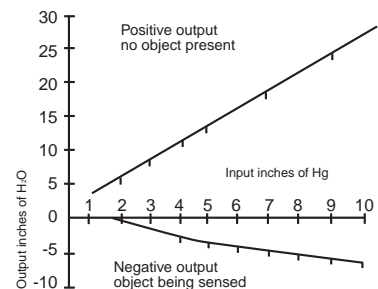 30
Positive output
no object present
25
20
15
10
Input inches of Hg
5
1 2 3 4 5 6 7 8 9 10
0
-5
Negative output
object being sensed
-10
Output inches of H₂O